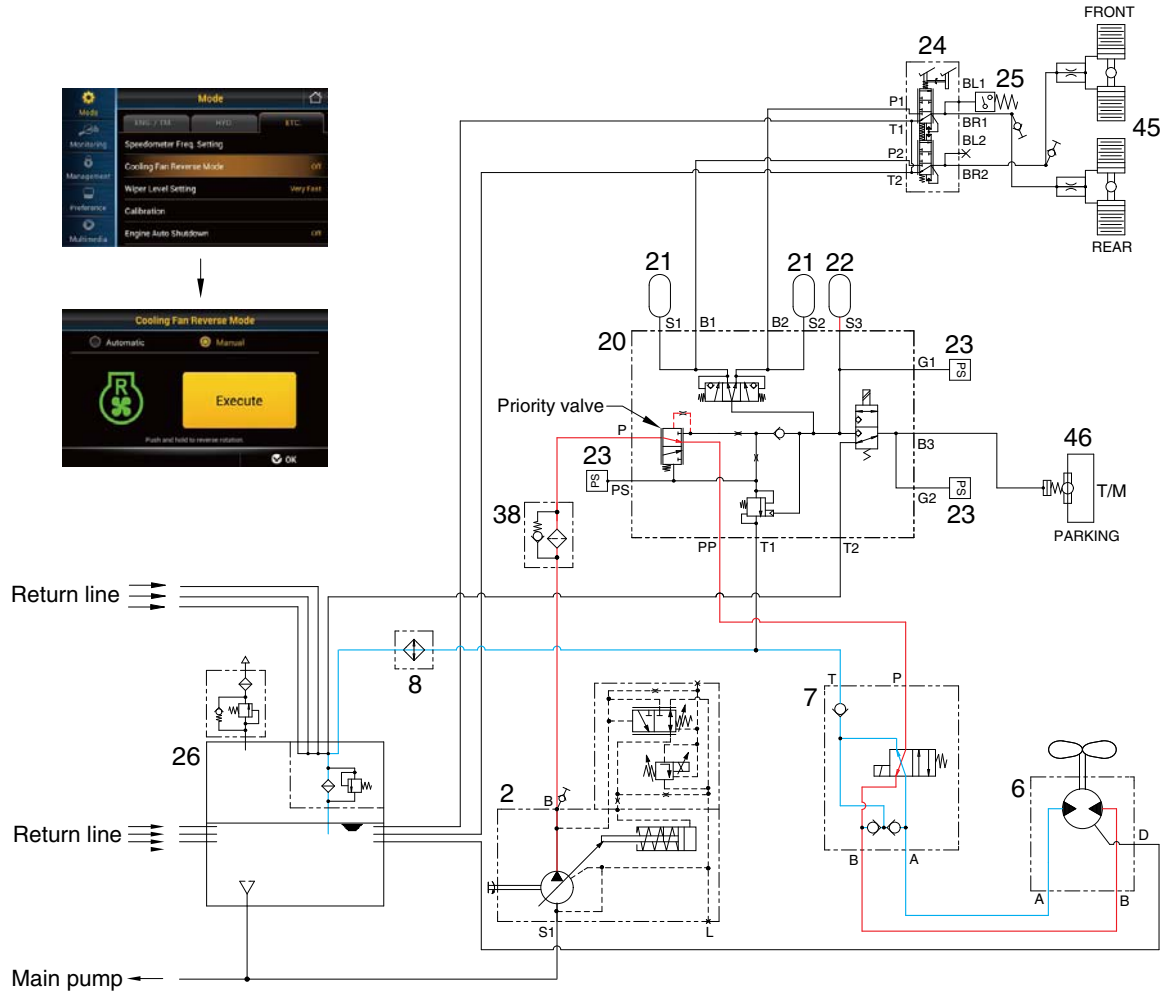 Mode
Mode
ENG. / TM.
HYD.
ETC.
Monitoring
Speedometer Freq. Setting
Management
Cooling Fan Reverse Mode
Off
Wiper Level Setting
Very Fast
Preference
Calibration
Multimedia
Engine Auto Shutdown
Off
Cooling Fan Reverse Mode
Automatic
Manual
R
Execute
Push and hold to reverse rotation.
OK
FRONT
24
BL1
25
P1
BR1
T1
BL2
P2
T2
BR2
45
REAR
21
21
22
S1
B1
B2
S2
S3
20
G1
23
PS
Priority valve
P
B3
46
23
PS
PS
G2
PS
23
T/M
PARKING
38
PP
T1
T2
Return line
8
T
P
7
26
2
B
6
D
Return line
B
A
A
B
S1
L
Main pump